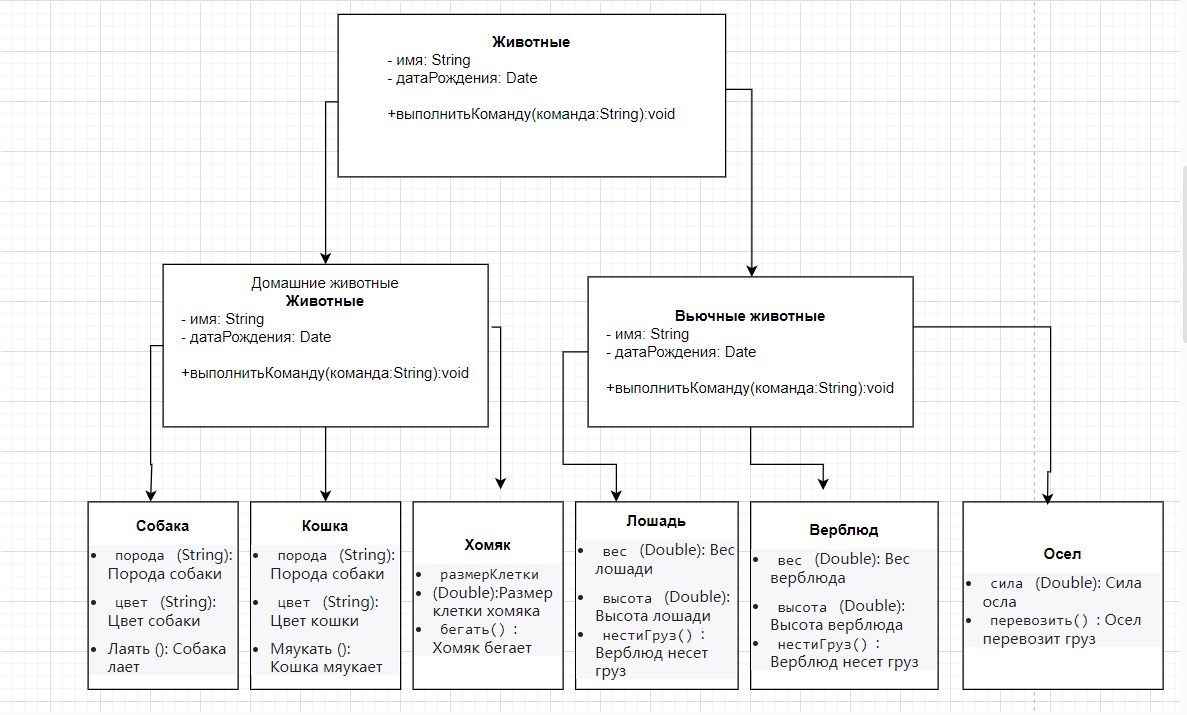 Животные
- имя: String
- датаРождения: Date
+выполнитьКоманду(команда:String):void
Домашние животные
Животные
- имя: String
- датаРождения: Date
+выполнитьКоманду(команда:String):void
Вьючные животные
- имя: String
- датаРождения: Date
+выполнитьКоманду(команда:String):void
Собака
• порода (String):
Порода собаки
• цвет (String):
Цвет собаки
• Лаять (): Собака
лает
Кошка
• порода (String):
Порода собаки
• цвет (String):
Цвет кошки
• Мяукать ():
Кошка мяукает
Хомяк
• размерКлетки
• (Double):Размер
клетки хомяка
• бегать() :
Хомяк бегает
Лошадь
• вес (Double): Вес
лошади
• высота (Double):
Высота лошади
• нестиГруз() :
Верблюд несет
груз
Верблюд
• вес (Double): Вес
верблюда
• высота (Double):
Высота верблюда
• нестиГруз() :
Верблюд несет груз
Осел
• сила (Double): Сила
осла
• перевозить() : Осел
перевозит груз